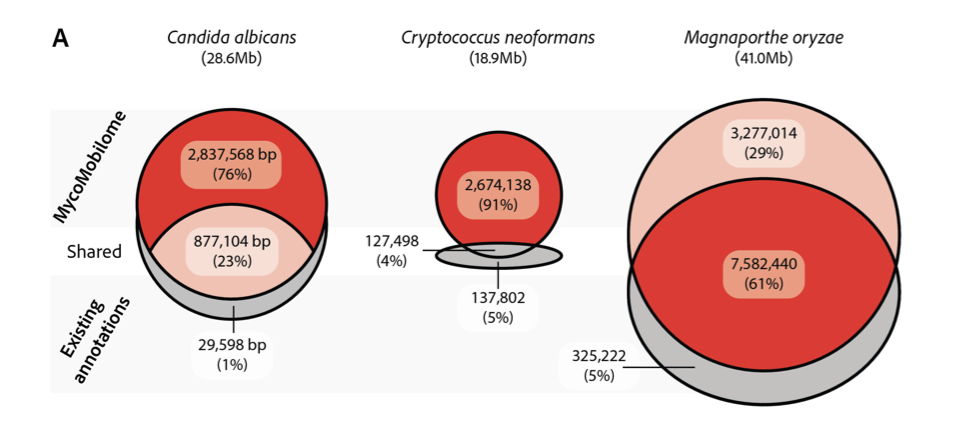 A
Candida albicans
(28.6Mb)
Cryptococcus neoformans
(18.9Mb)
Magnaporthe oryzae
(41.0Mb)
MycoMobilome
Shared
Existing
annotations
2,837,568 bp
(76%)
877,104 bp
(23%)
29,598 bp
(1%)
2,674,138
(91%)
127,498
(4%)
137,802
(5%)
3,277,014
(29%)
7,582,440
(61%)
325,222
(5%)